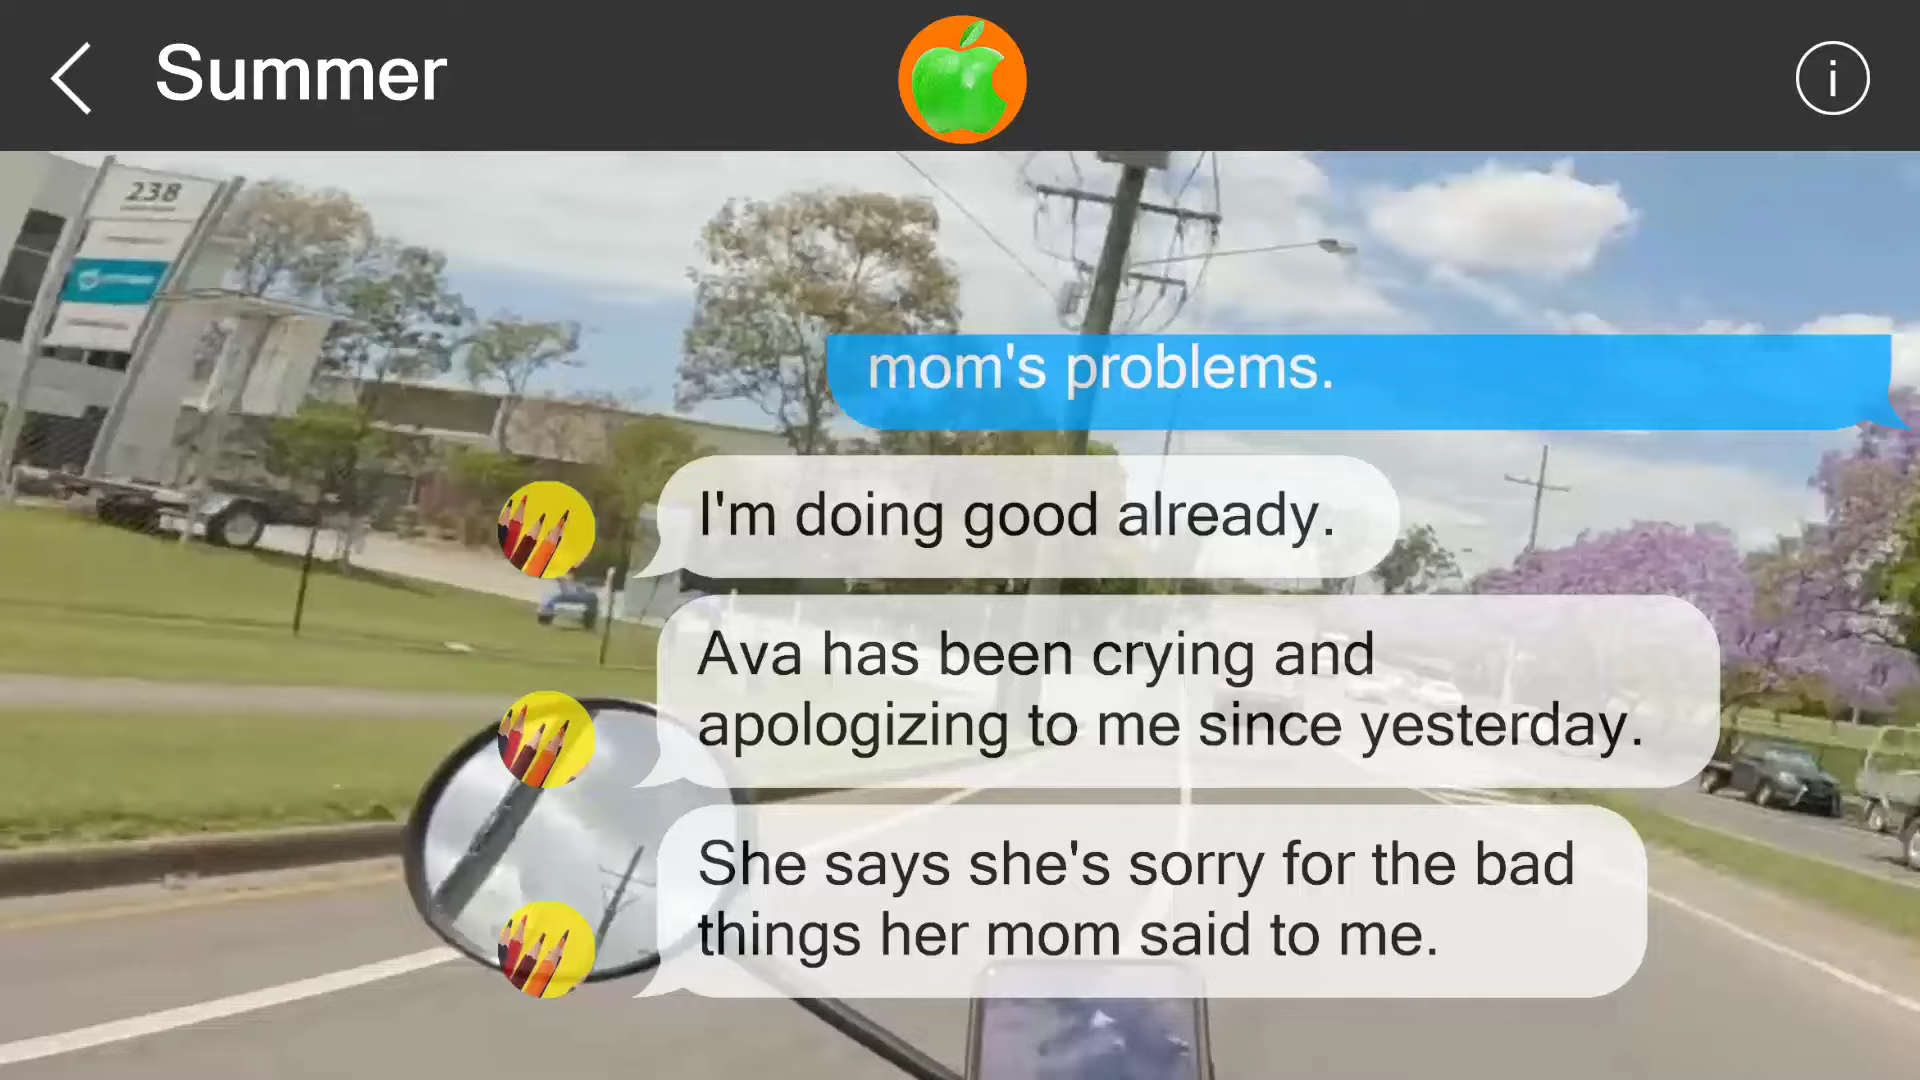 Summer
i
238
mom's problems.
I'm doing good already.
Ava has been crying and
apologizing to me since yesterday.
She says she's sorry for the bad
things her mom said to me.